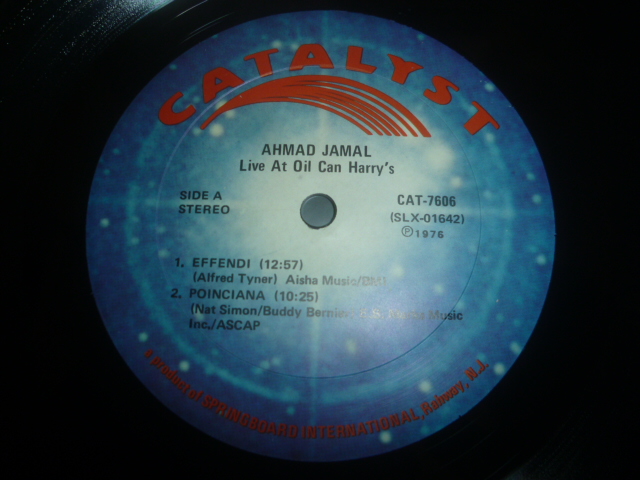 CATALYST
AHMAD JAMAL
Live At Oil Can Harry's
SIDE A
STEREO
CAT-7606
(SLX-01642)
Ⓟ1976
1. EFFENDI (12:57)
(Alfred Tyner) Aisha Music/BMI
2. POINCIANA (10:25)
(Nat Simon/Buddy Bernier) Music
Inc./ASCAP
A product of SPRINGBOARD INTERNATIONAL, Rahway, N.J.